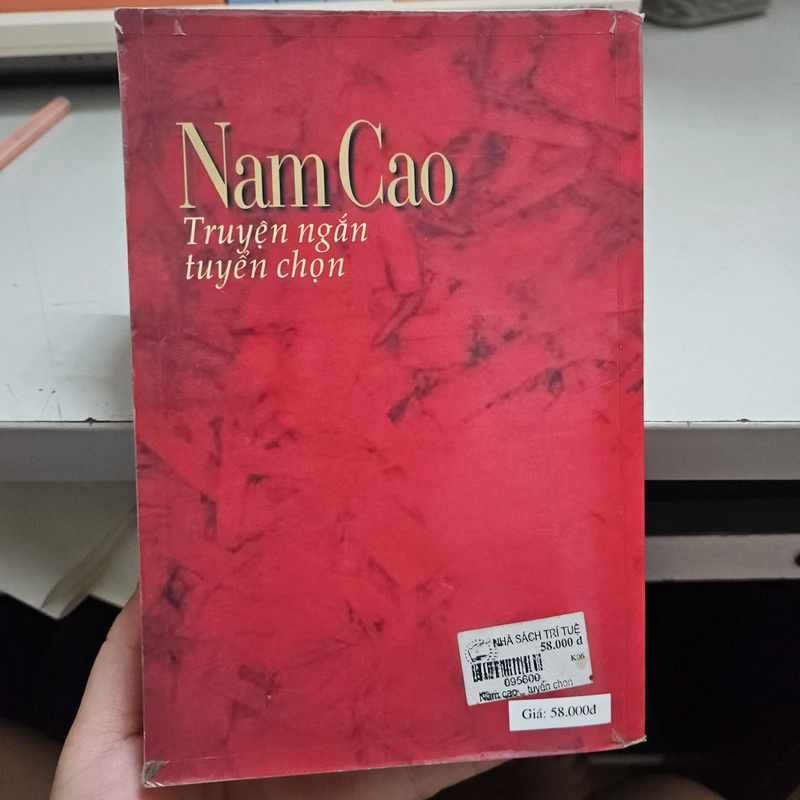 Nam Cao
Truyện ngắn
tuyển chọn
NHÀ SÁCH TRÍ TUỆ
58.000 đ
K06
095600
Nam cao - tuyển chọn
Giá: 58.000đ